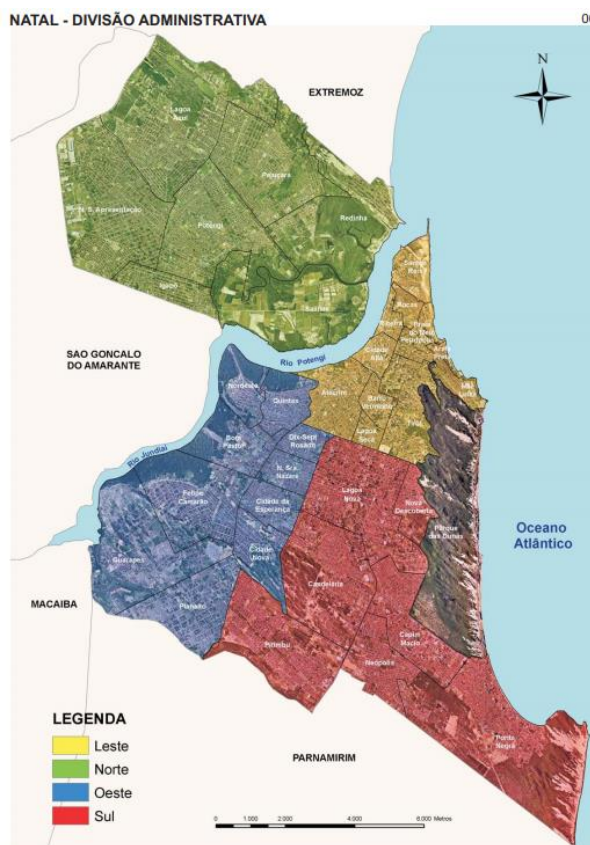 NATAL - DIVISÃO ADMINISTRATIVA
EXTREMOZ
N
Lagoa
Azul
Pajuçara
N. S. Apresentação
Potengi
Redinha
Igapó
Salinas
Santos
Reis
Rocas
Ribeira
Praia
do Meio
Cidade
Alta
Petrópolis
Areia
Preta
Mãe
Luiza
SAO GONCALO
DO AMARANTE
Rio Potengi
Alecrim
Barro
Vermelho
Tirol
Lagoa
Seca
Nordeste
Quintas
Bom
Pastor
Dix-Sept
Rosado
N. Sra.
Nazaré
Rio Jundiaí
Felipe
Camarão
Cidade da
Esperança
Lagoa
Nova
Nova
Descoberta
Parque
das Dunas
Oceano
Atlântico
Guarapes
Cidade
Nova
Planalto
Candelária
MACAIBA
Pitimbu
Capim
Macio
Neópolis
Ponta
Negra
LEGENDA
Leste
Norte
Oeste
Sul
PARNAMIRIM
0 1.000 2.000 4.000 6.000 Metros